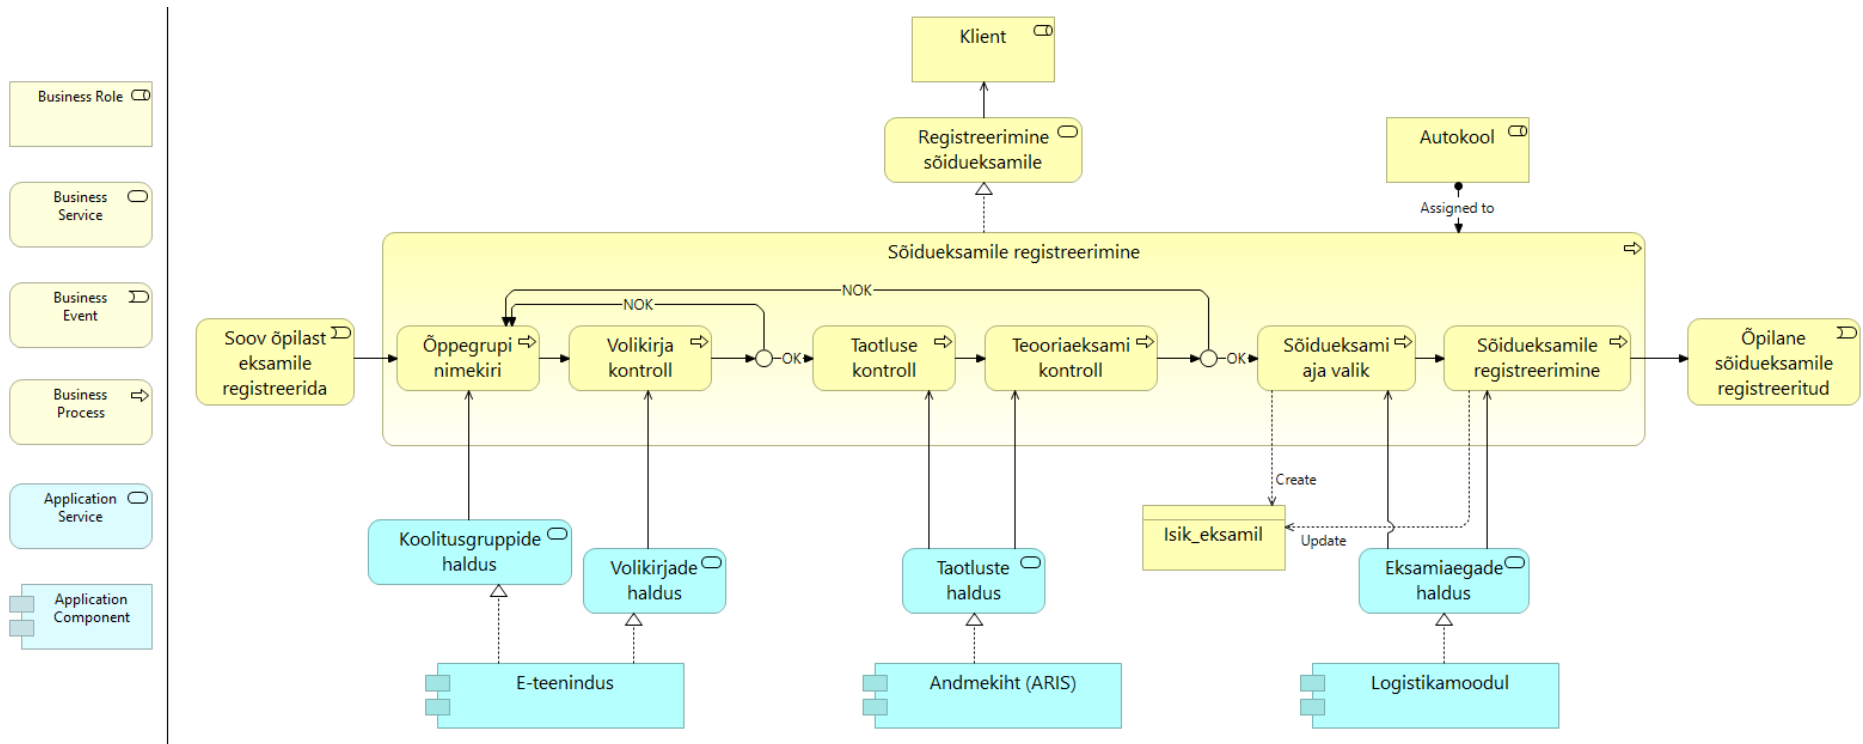 Business Role
Business
Service
Business
Event
Business
Process
Application
Service
Application
Component
Klient
Registreerimine
sõidueksamile
Autokool
Assigned to
Sõidueksamile registreerimine
NOK
NOK
Soov õpilast
eksamile
registreerida
Õppegrupi
nimekiri
Volikirja
kontroll
OK
Taotluse
kontroll
Teooriaeksami
kontroll
OK
Sõidueksami
aja valik
Sõidueksamile
registreerimine
Õpilane
sõidueksamile
registreeritud
Create
Isik_eksamil
Update
Koolitusgruppide
haldus
Volikirjade
haldus
Taotluste
haldus
Eksamiaegade
haldus
E-teenindus
Andmekiht (ARIS)
Logistikamoodul